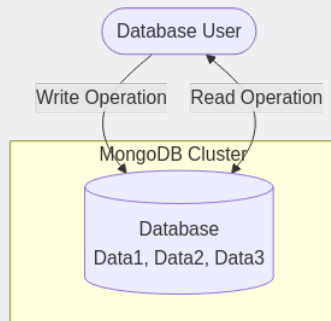 Database User
Write Operation
Read Operation
MongoDB Cluster
Database
Data1, Data2, Data3